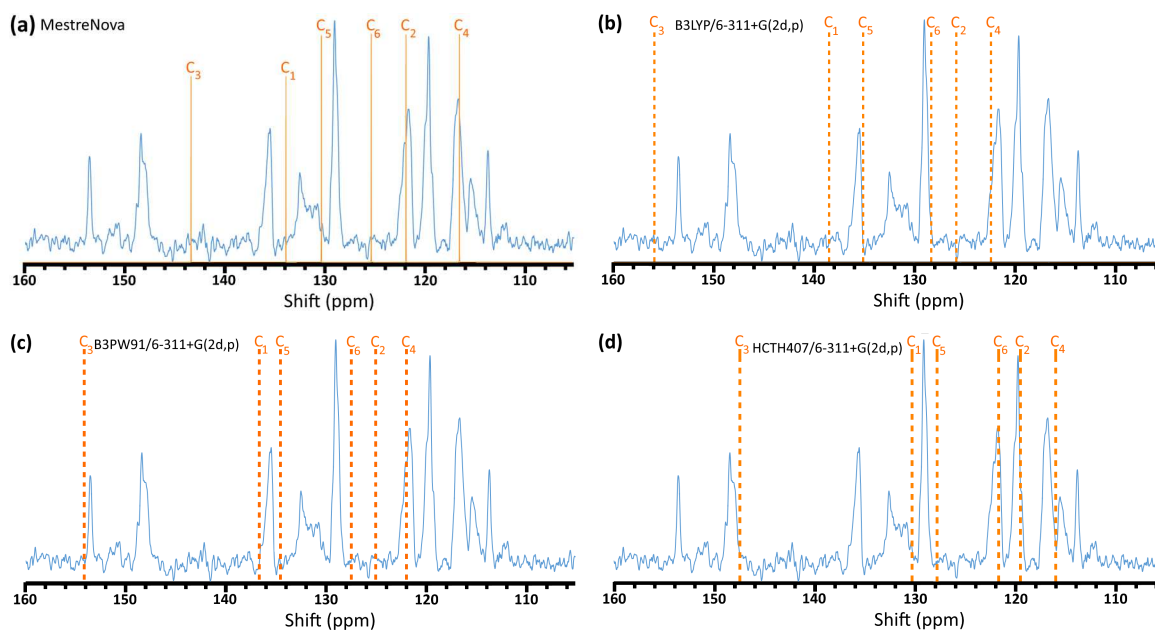 (a) MestreNova
C5 C6 C2 C4
C3 C1
160 150 140 130 120 110
Shift (ppm)
(b) C3 B3LYP/6-311+G(2d,p) C1 C5 C6 C2 C4
160 150 140 130 120 110
Shift (ppm)
(c) C3 B3PW91/6-311+G(2d,p) C1 C5 C6 C2 C4
160 150 140 130 120 110
Shift (ppm)
(d) C3 HCTH407/6-311+G(2d,p) C1 C5 C6 C2 C4
160 150 140 130 120 110
Shift (ppm)